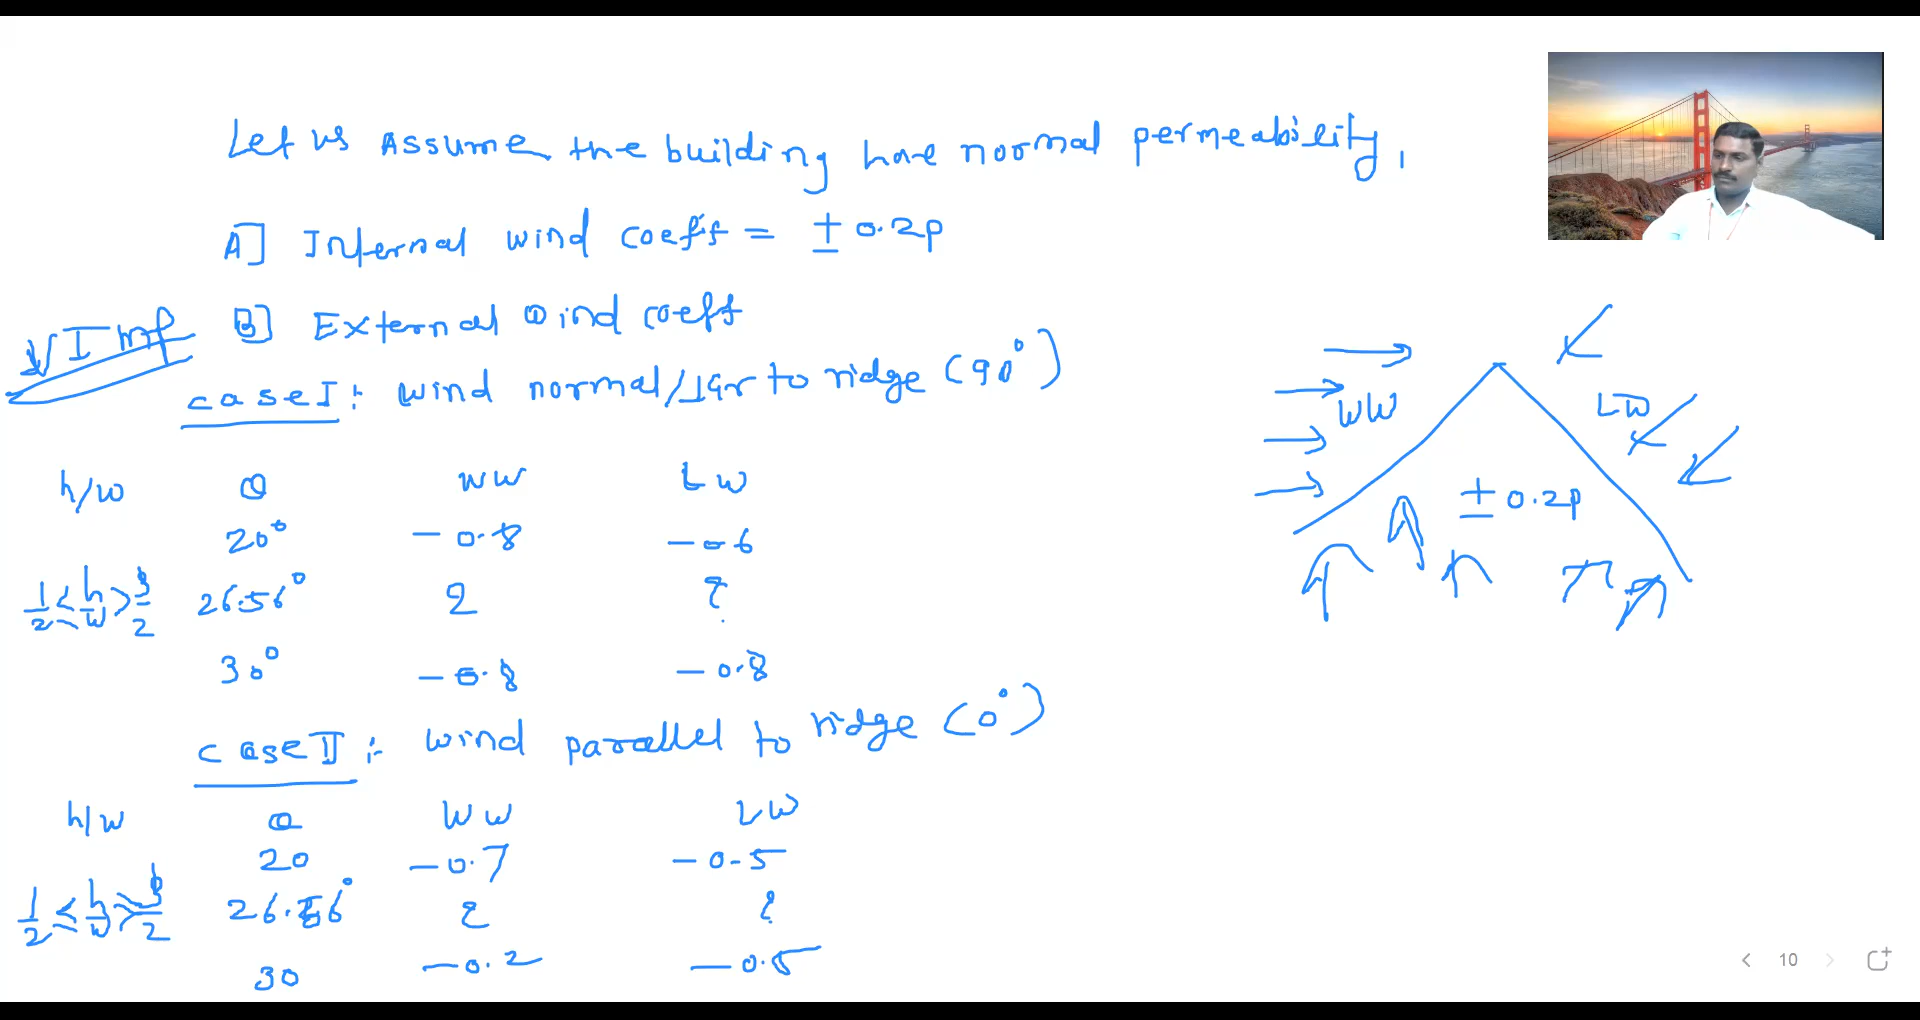 Let us Assume the building have normal permeability,
A] Internal wind coeff = ± 0.2p
B] External wind coeff
√ Imp
case I :- wind normal/⊥ar to ridge (90°)
WW
LW
± 0.2p
h/w θ WW LW
20° -0.8 -0.6
1/2 ≤ h/w > 3/2 26.56° ? ?
30° -0.8 -0.8
case II :- wind parallel to ridge (0°)
h/w θ WW LW
20 -0.7 -0.5
1/2 ≤ h/w ≥ 3/2 26.56° ? ?
30 -0.2 -0.5
10